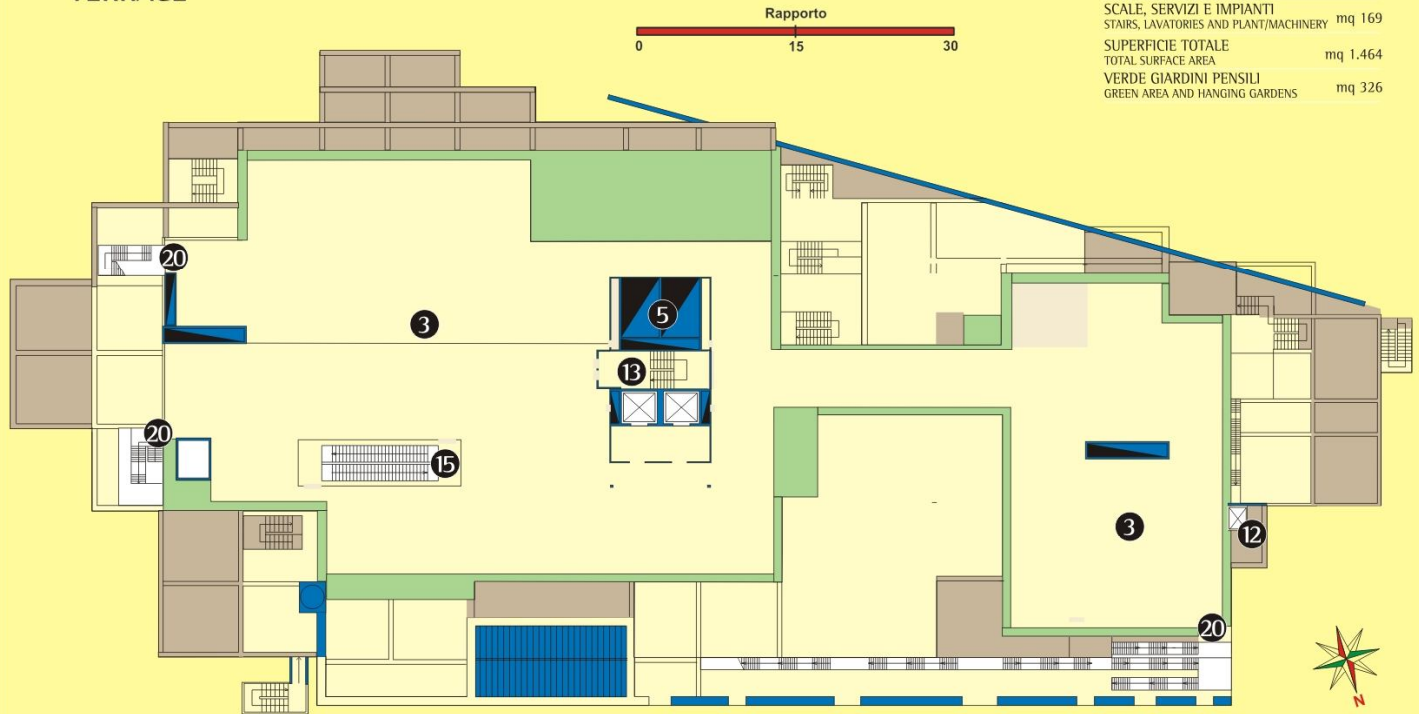 Rapporto
0 15 30
SCALE, SERVIZI E IMPIANTI
STAIRS, LAVATORIES AND PLANT/MACHINERY mq 169
SUPERFICIE TOTALE
TOTAL SURFACE AREA mq 1.464
VERDE GIARDINI PENSILI
GREEN AREA AND HANGING GARDENS mq 326
20
3
5
13
20
15
3
12
20
N